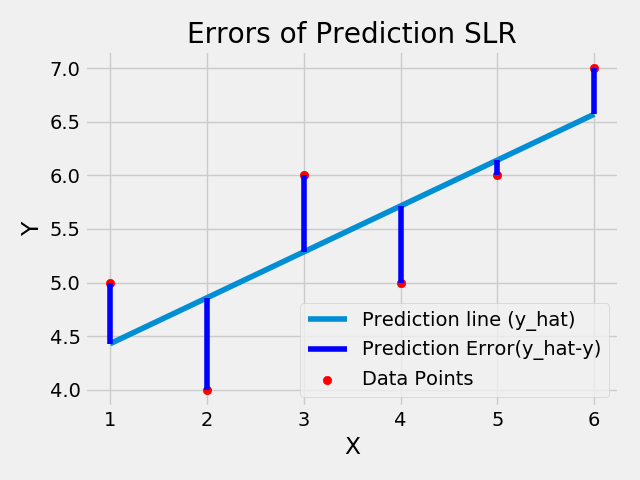 Errors of Prediction SLR
7.0
6.5
6.0
5.5
5.0
4.5
4.0
Y
Prediction line (y_hat)
Prediction Error(y_hat-y)
Data Points
1 2 3 4 5 6
X